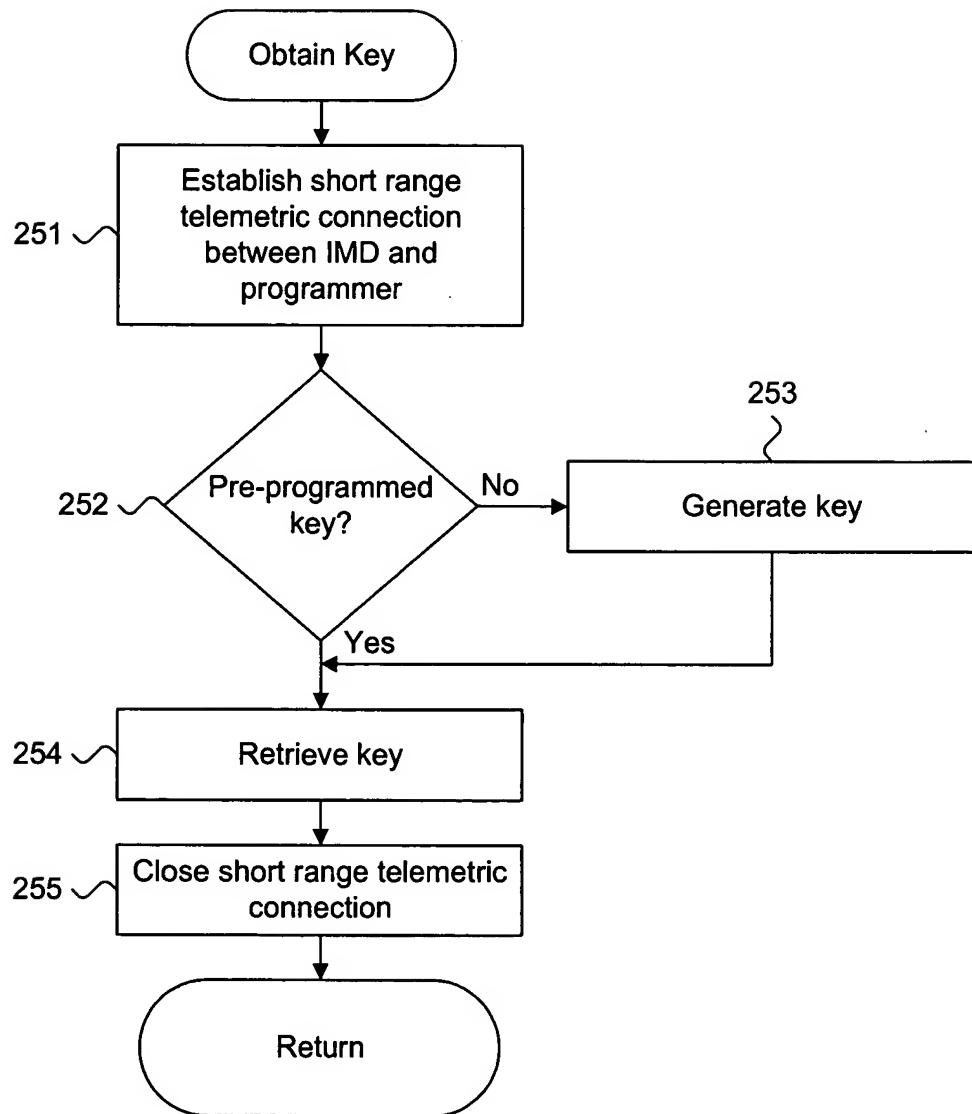 Obtain Key
Establish short range
telemetric connection
between IMD and
programmer
251
253
Pre-programmed
key?
252
No
Generate key
Yes
254
Retrieve key
Close short range telemetric
connection
255
Return